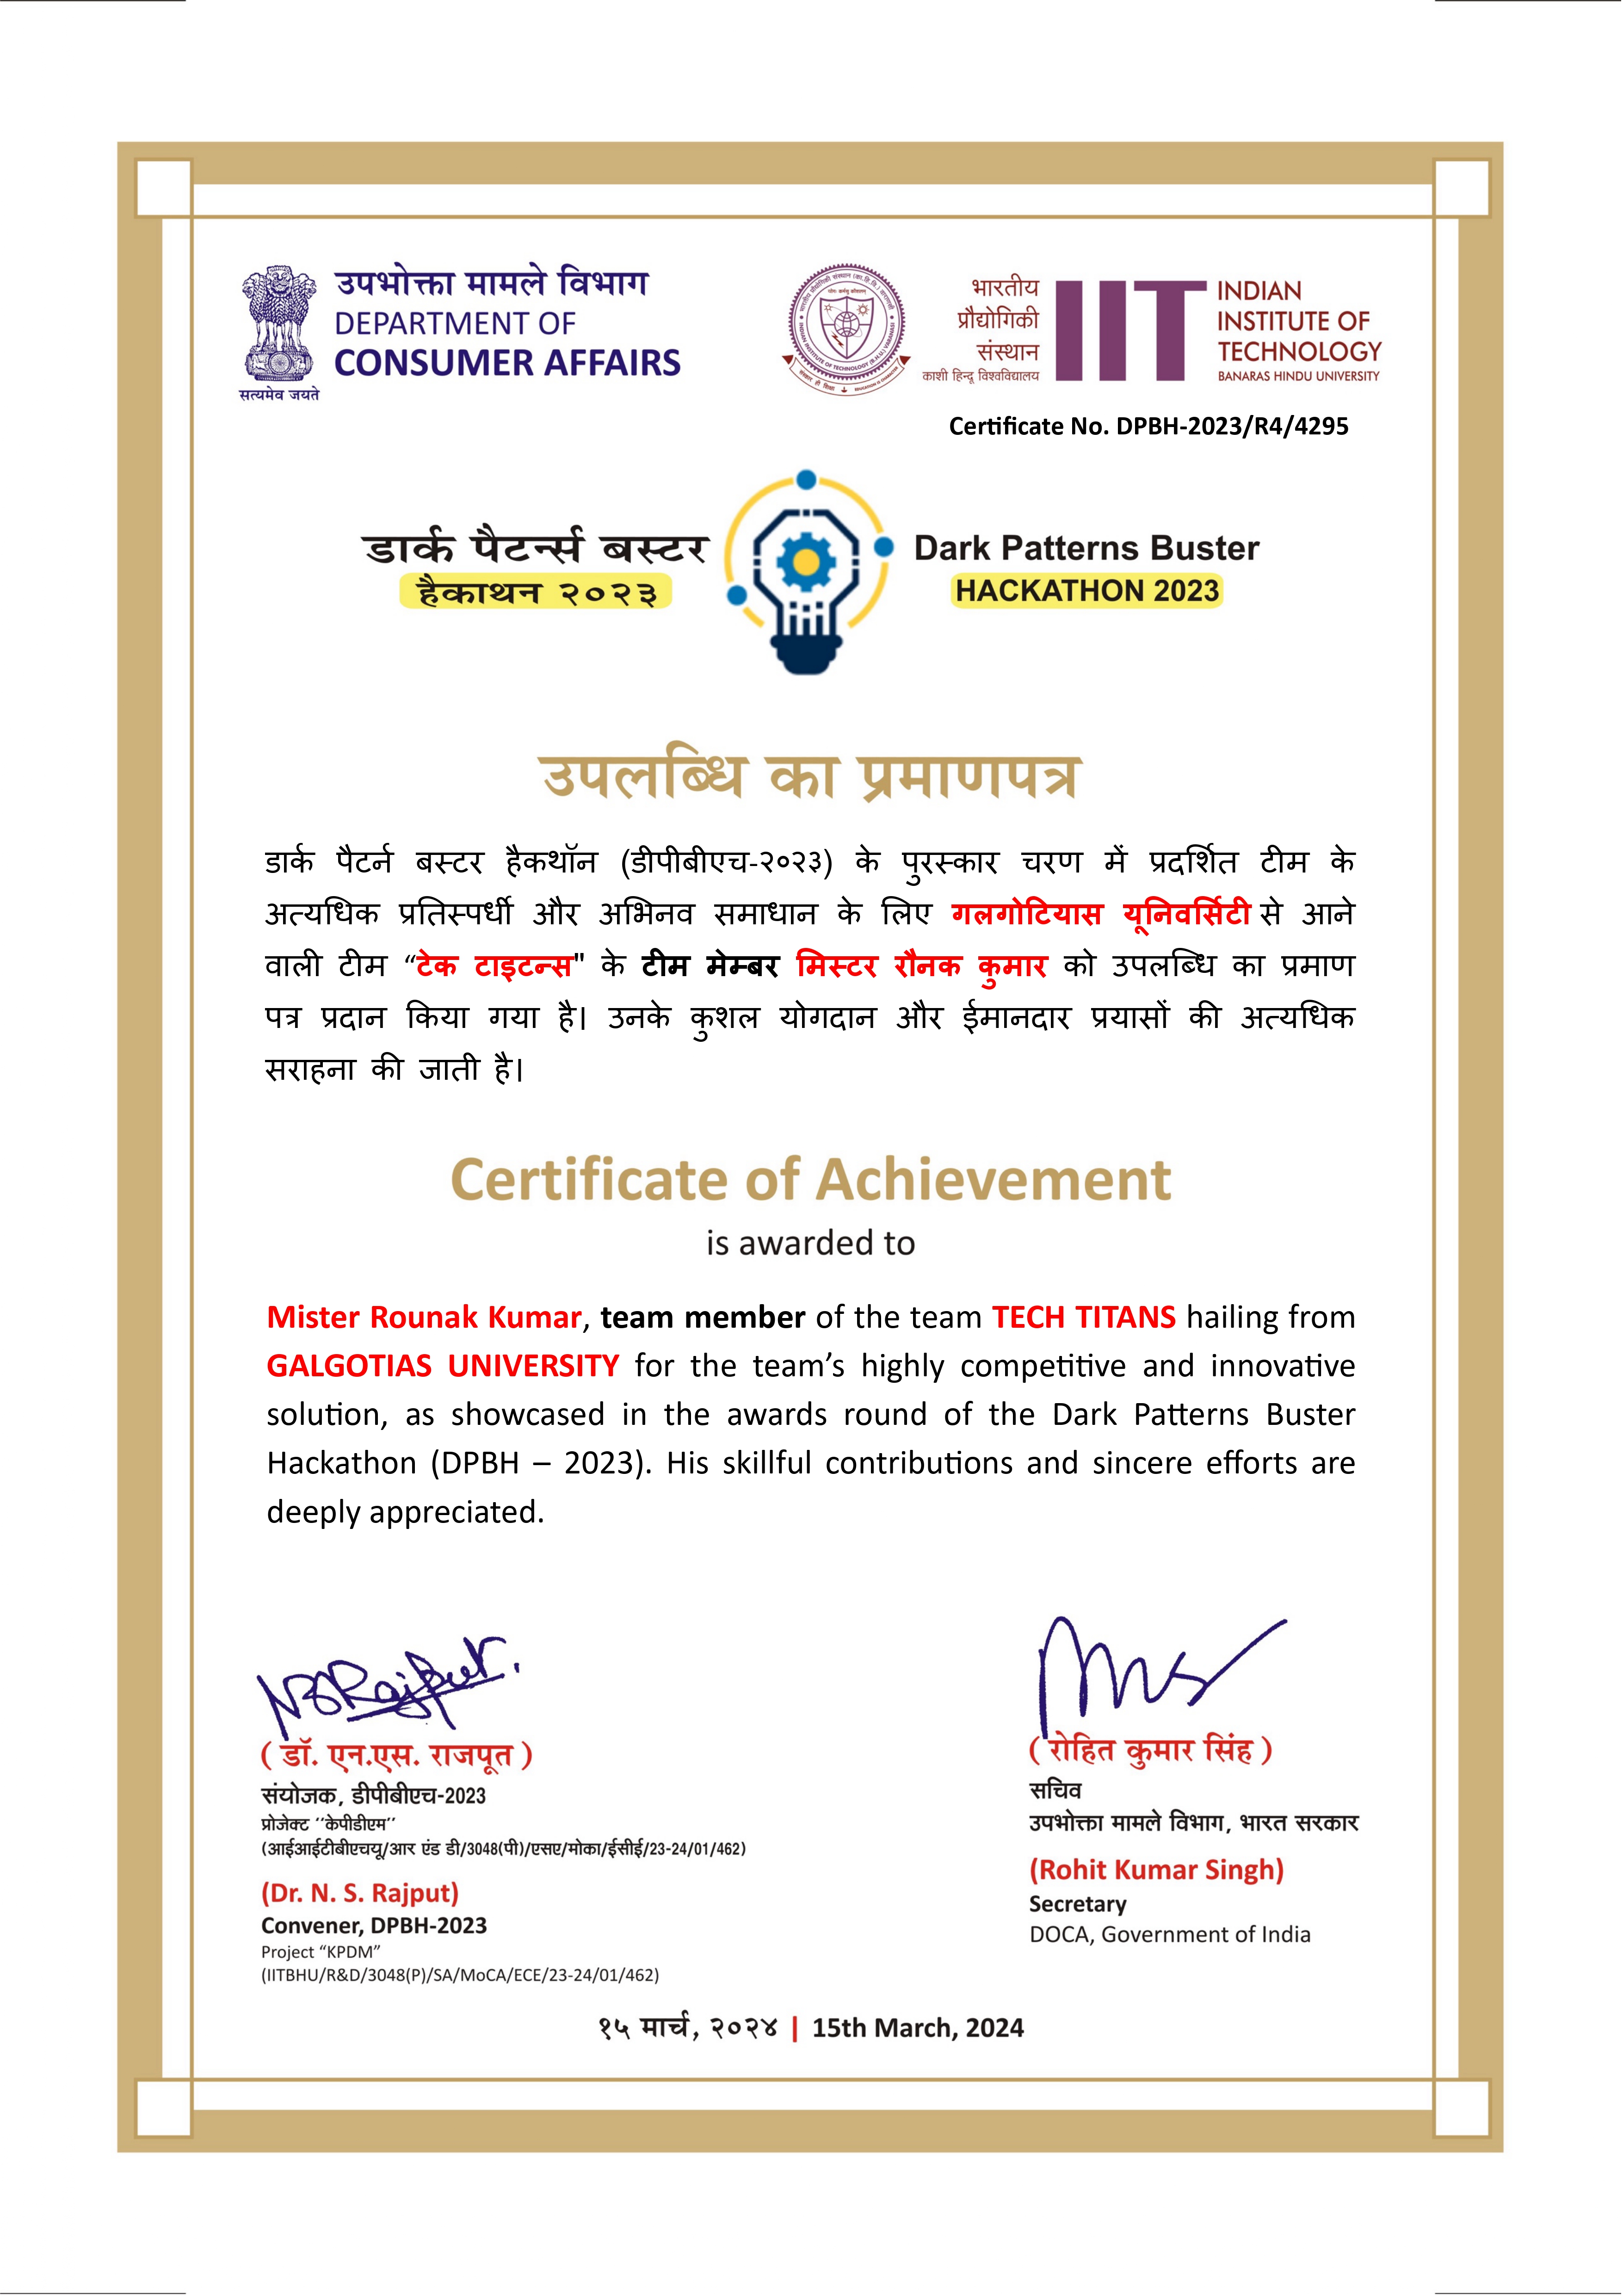 उपभोक्ता मामले विभाग
DEPARTMENT OF
CONSUMER AFFAIRS
सत्यमेव जयते
भारतीय
प्रौद्योगिकी
संस्थान
काशी हिन्दू विश्वविद्यालय
IIT
INDIAN
INSTITUTE OF
TECHNOLOGY
BANARAS HINDU UNIVERSITY
Certificate No. DPBH-2023/R4/4295
डार्क पैटर्न्स बस्टर
हैकाथन २०२३
Dark Patterns Buster
HACKATHON 2023
उपलब्धि का प्रमाणपत्र
डार्क पैटर्न बस्टर हैकथॉन (डीपीबीएच-२०२३) के पुरस्कार चरण में प्रदर्शित टीम के
अत्यधिक प्रतिस्पर्धी और अभिनव समाधान के लिए गलगोटियास यूनिवर्सिटी से आने
वाली टीम “टेक टाइटन्स" के टीम मेम्बर मिस्टर रौनक कुमार को उपलब्धि का प्रमाण
पत्र प्रदान किया गया है। उनके कुशल योगदान और ईमानदार प्रयासों की अत्यधिक
सराहना की जाती है।
Certificate of Achievement
is awarded to
Mister Rounak Kumar, team member of the team TECH TITANS hailing from
GALGOTIAS UNIVERSITY for the team’s highly competitive and innovative
solution, as showcased in the awards round of the Dark Patterns Buster
Hackathon (DPBH – 2023). His skillful contributions and sincere efforts are
deeply appreciated.
NSRajput.
( डॉ. एन.एस. राजपूत )
संयोजक, डीपीबीएच-2023
प्रोजेक्ट ‘‘केपीडीएम’’
(आईआईटीबीएचयू/आर एंड डी/3048(पी)/एसए/मोका/ईसीई/23-24/01/462)
(Dr. N. S. Rajput)
Convener, DPBH-2023
Project “KPDM”
(IITBHU/R&D/3048(P)/SA/MoCA/ECE/23-24/01/462)
( रोहित कुमार सिंह )
सचिव
उपभोक्ता मामले विभाग, भारत सरकार
(Rohit Kumar Singh)
Secretary
DOCA, Government of India
१५ मार्च, २०२४ | 15th March, 2024